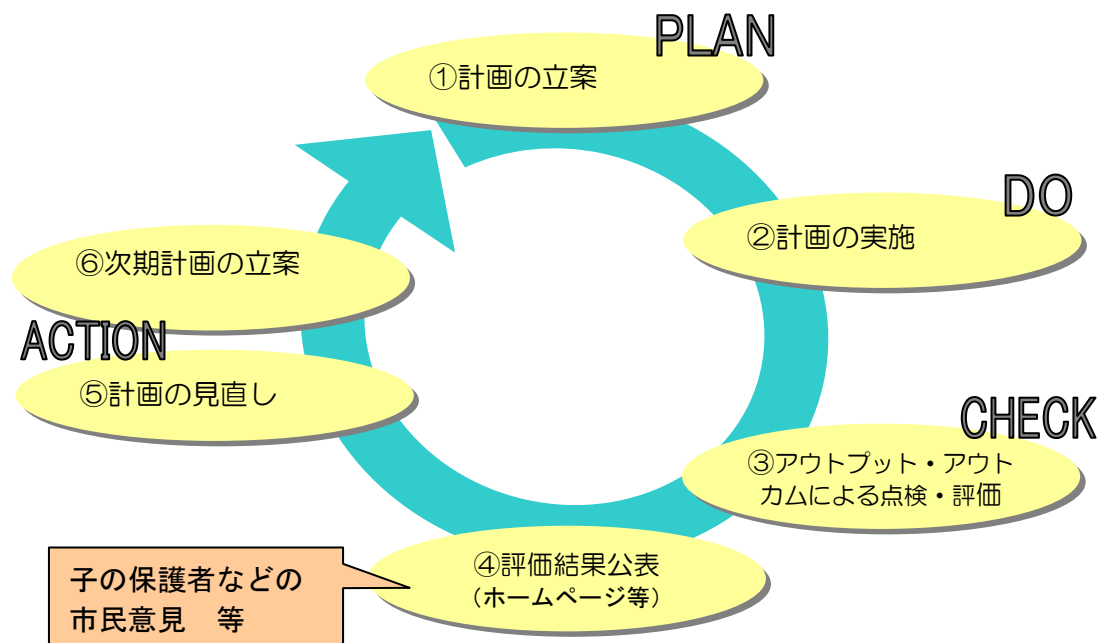 PLAN
①計画の立案
DO
②計画の実施
CHECK
③アウトプット・アウト
カムによる点検・評価
④評価結果公表
（ホームページ等）
子の保護者などの
市民意見　等
ACTION
⑤計画の見直し
⑥次期計画の立案